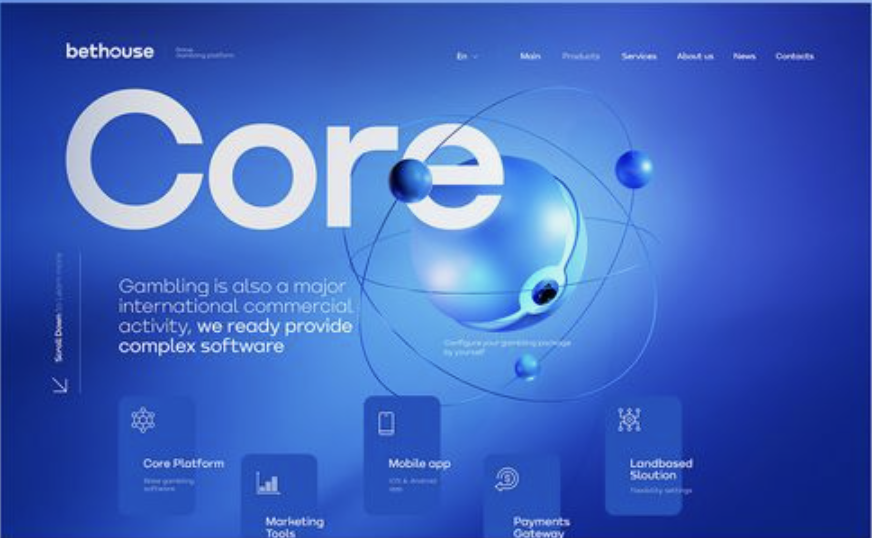 bethouse
Group
Gambling platform
En
Main
Products
Services
About us
News
Contacts
Core
Gambling is also a major
international commercial
activity, we ready provide
complex software
Scroll Down to Learn more
Configure your gambling package
by yourself
Core Platform
software
Marketing
Tools
Mobile app
iOS & Android
app
Payments
Gateway
Landbased
Sloution
flexibility settings